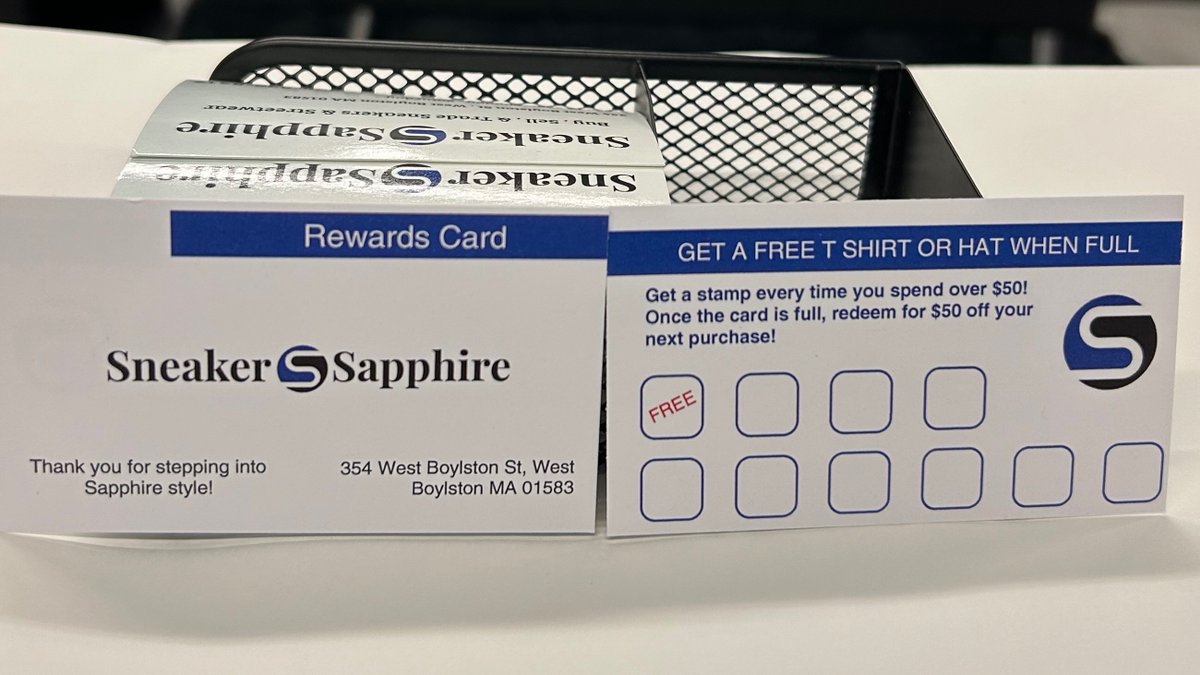 Buy . Sell . & Trade Sneakers & Streetwear
Sneaker S Sapphire
Sneaker S Sapphire
Rewards Card
Sneaker S Sapphire
Thank you for stepping into
Sapphire style!
354 West Boylston St, West
Boylston MA 01583
GET A FREE T SHIRT OR HAT WHEN FULL
Get a stamp every time you spend over $50!
Once the card is full, redeem for $50 off your
next purchase!
S
FREE